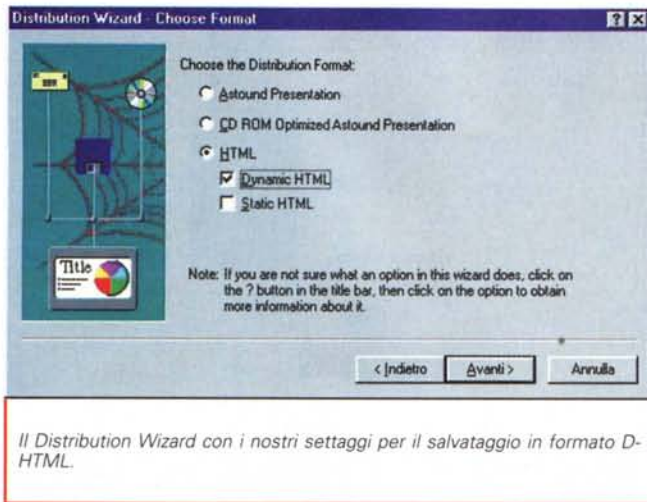 Distribution Wizard - Choose Format
Choose the Distribution Format:
Astound Presentation
CD ROM Optimized Astound Presentation
HTML
Dynamic HTML
Static HTML
Title
Note: If you are not sure what an option in this wizard does, click on
the ? button in the title bar, then click on the option to obtain
more information about it.
< Indietro
Avanti >
Annulla
Il Distribution Wizard con i nostri settaggi per il salvataggio in formato D-
HTML.